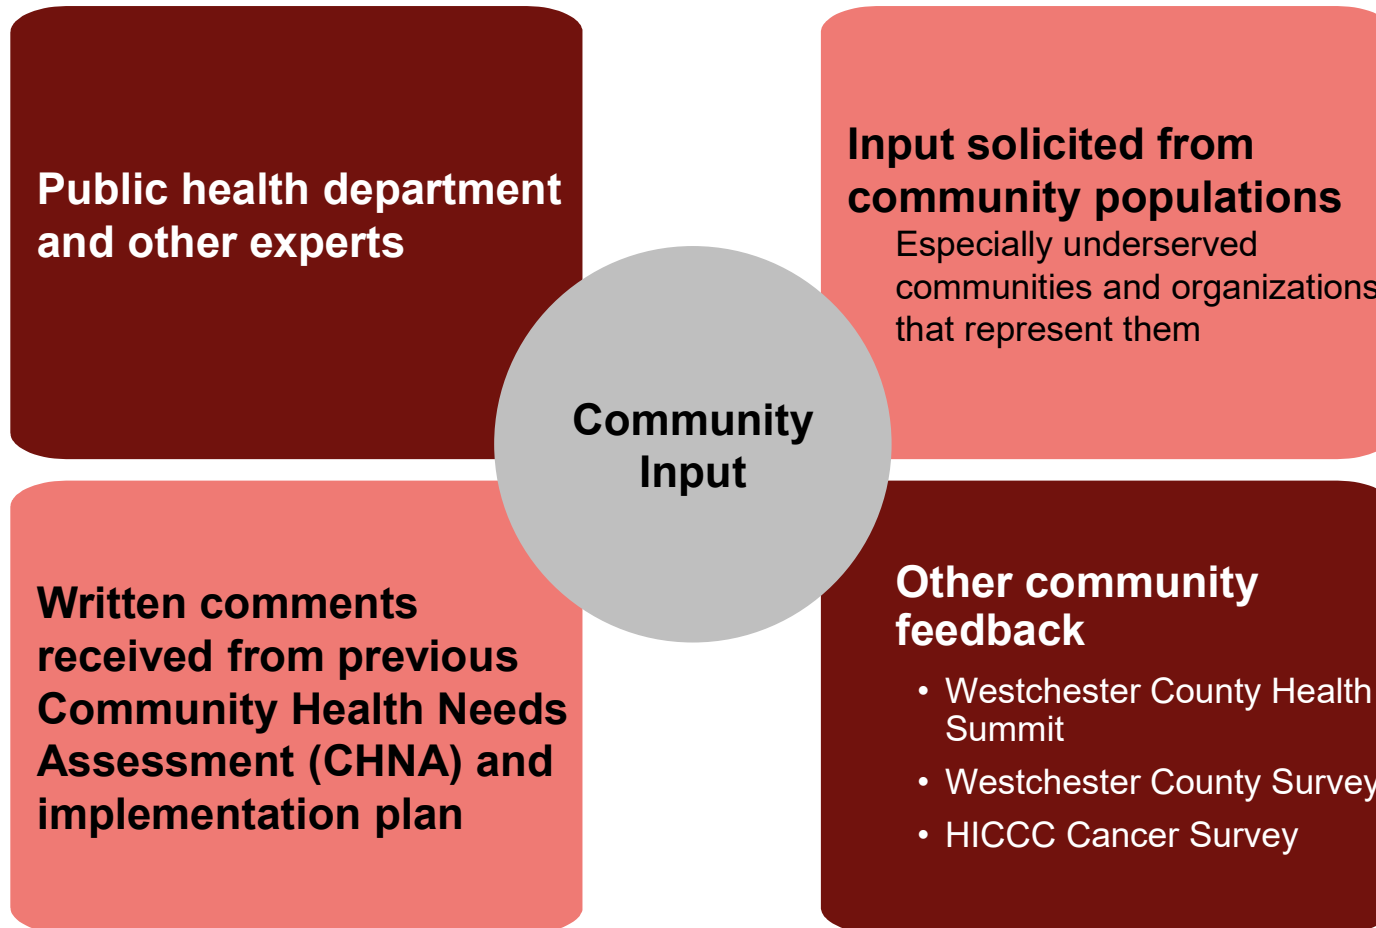 Public health department
and other experts
Input solicited from
community populations
Especially underserved
communities and organizations
that represent them
Community
Input
Written comments
received from previous
Community Health Needs
Assessment (CHNA) and
implementation plan
Other community
feedback
• Westchester County Health
Summit
• Westchester County Survey
• HICCC Cancer Survey